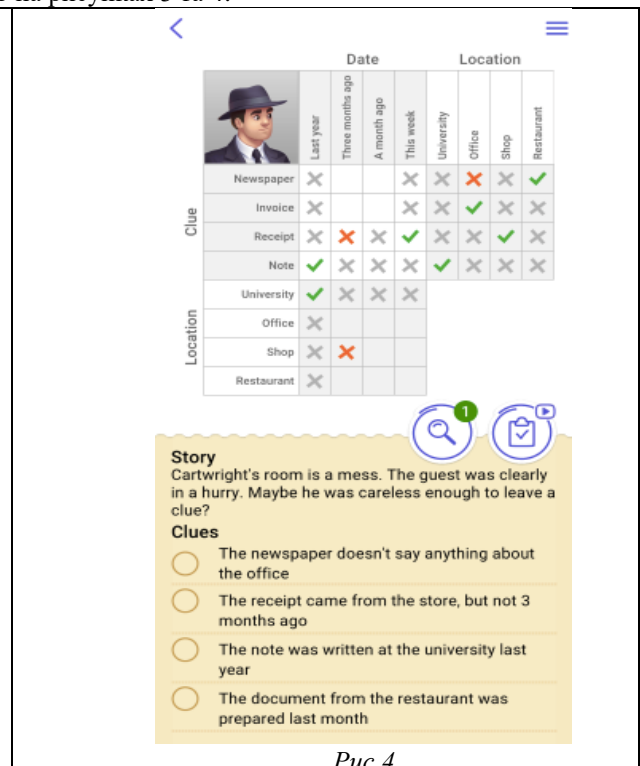 на рисунках 3 та
Date
Location
Last year
Three months ago
A month ago
This week
University
Office
Shop
Restaurant
Clue
Newspaper
Invoice
Receipt
Note
Location
University
Office
Shop
Restaurant
1
Story
Cartwright's room is a mess. The guest was clearly
in a hurry. Maybe he was careless enough to leave a
clue?
Clues
The newspaper doesn't say anything about
the office
The receipt came from the store, but not 3
months ago
The note was written at the university last
year
The document from the restaurant was
prepared last month
Рис.4